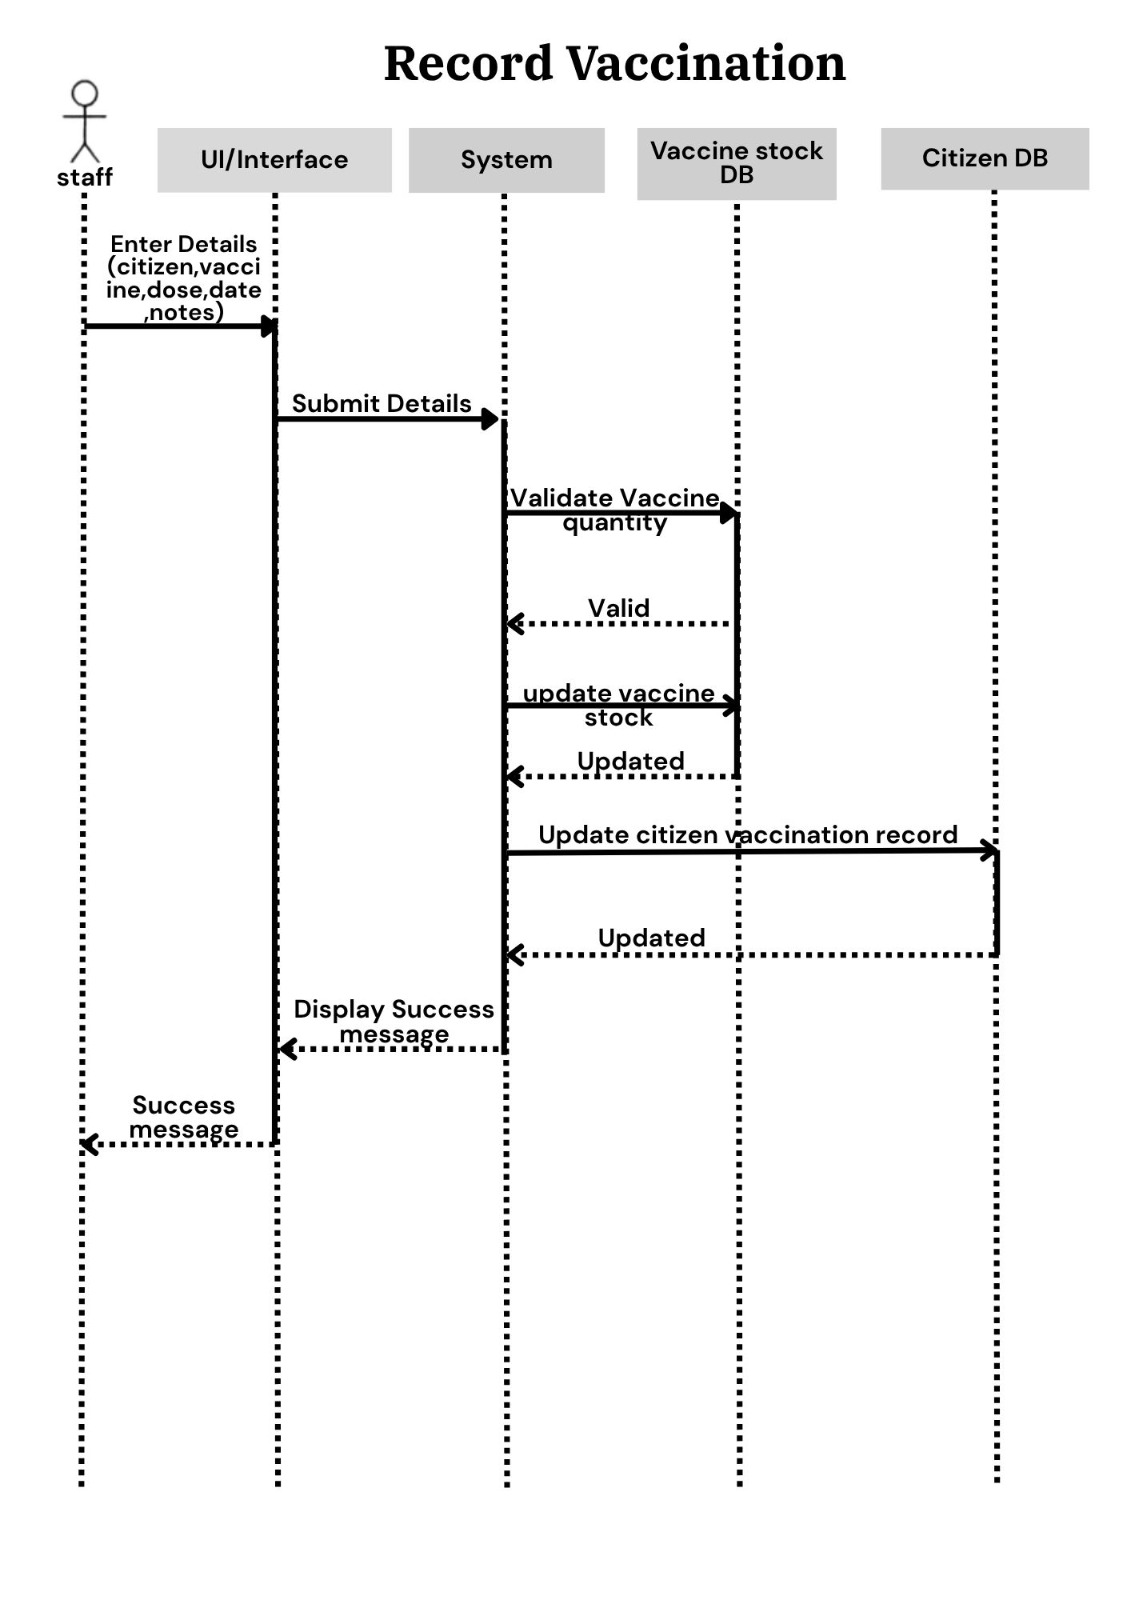 Record Vaccination
staff
UI/Interface
System
Vaccine stock
DB
Citizen DB
Enter Details
(citizen,vacci
ine,dose,date
,notes)
Submit Details
Validate Vaccine
quantity
Valid
update vaccine
stock
Updated
Update citizen vaccination record
Updated
Display Success
message
Success
message